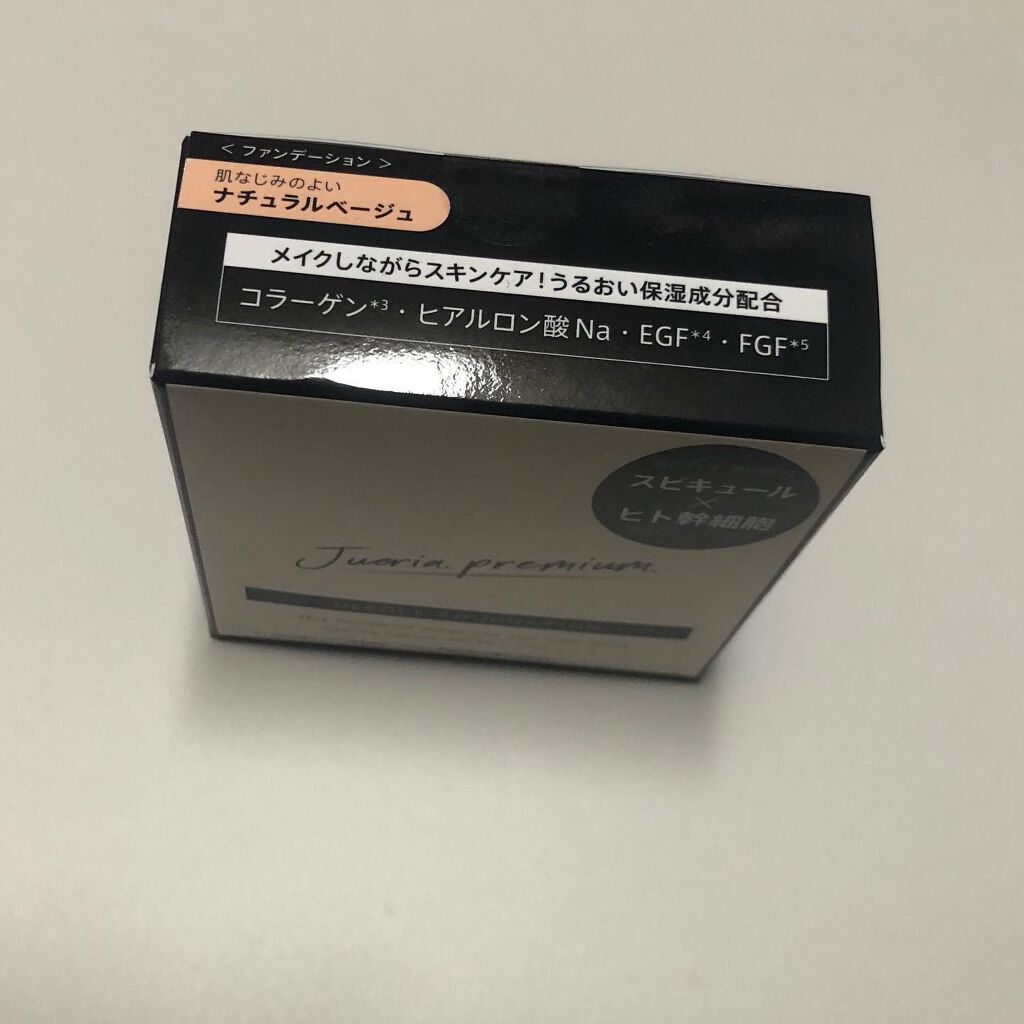 < ファンデーション >
肌なじみのよい
ナチュラルベージュ
メイクしながらスキンケア!うるおい保湿成分配合
コラーゲン*3・ヒアルロン酸Na・EGF*4・FGF*5
スピキュール
×
ヒト幹細胞
Jueria. premium.